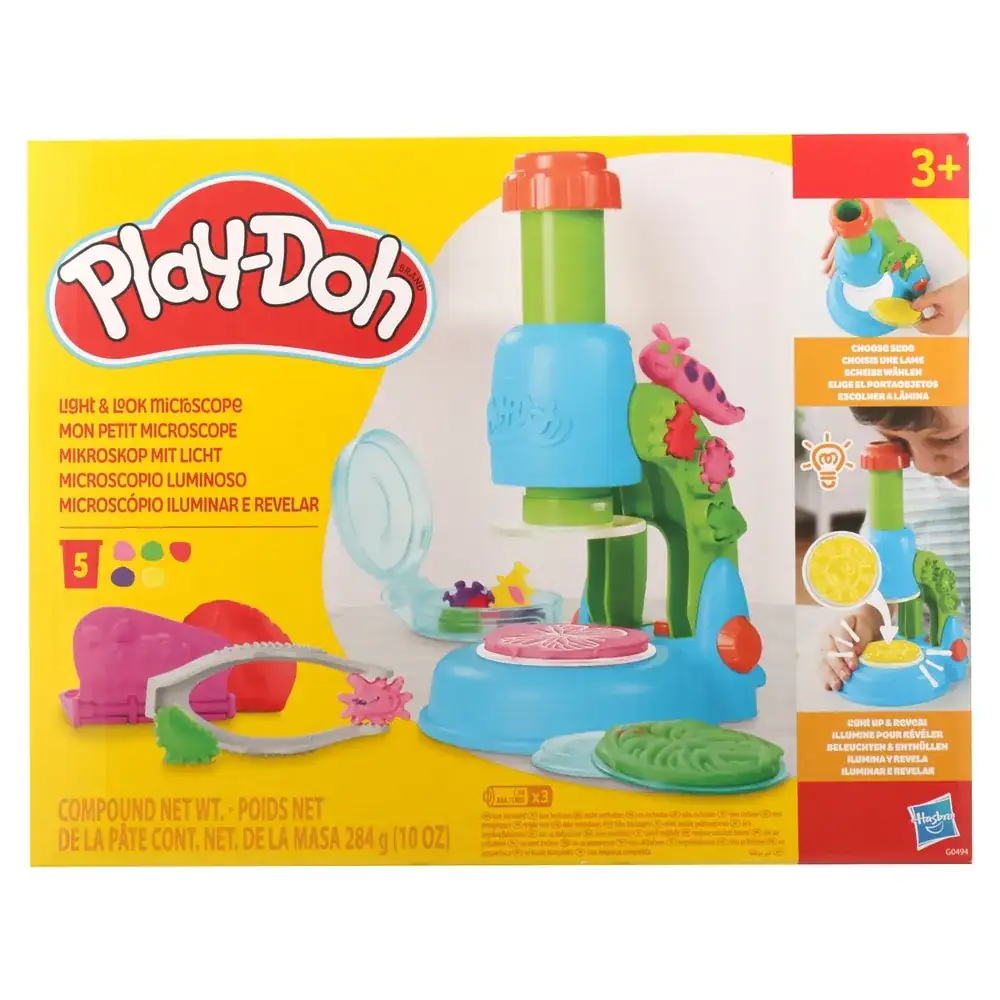 3+
Play-Doh
BRAND
Light & Look Microscope
MON PETIT MICROSCOPE
MIKROSKOP MIT LICHT
MICROSCOPIO LUMINOSO
MICROSCÓPIO ILUMINAR E REVELAR
5
CHOOSE SLIDE
CHOISIS UNE LAME
SCHEIBE WÄHLEN
ELIGE EL PORTAOBJETOS
ESCOLHER A LÂMINA
LIGHT UP & REVEAL
ILLUMINE POUR RÉVÉLER
BELEUCHTEN & ENTHÜLLEN
ILUMINA Y REVELA
ILUMINAR E REVELAR
COMPOUND NET WT. - POIDS NET
DE LA PÂTE CONT. NET. DE LA MASA 284 g (10 OZ)
x3
Hasbro
G0494